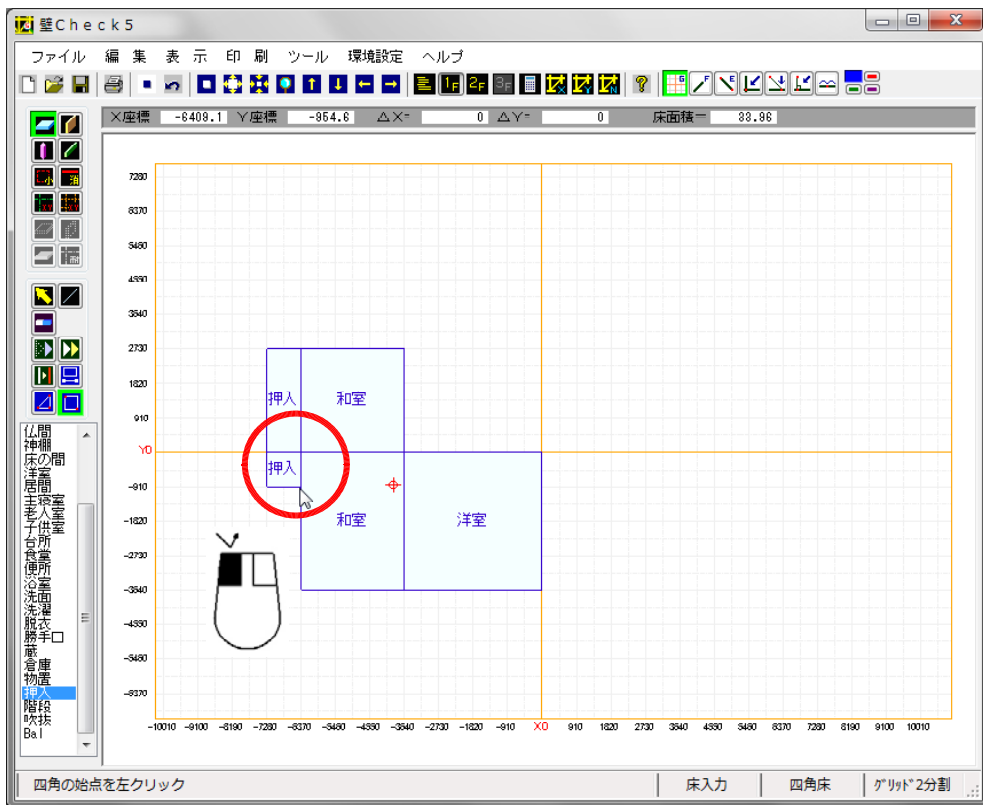 壁Check5
ファイル 編 集 表 示 印 刷 ツール 環境設定 ヘルプ
X座標 -6409.1 Y座標 -954.6 △X= 0 △Y= 0 床面積= 33.96
7280
6370
5460
4550
3640
2730
1820
910
Y0
-910
-1820
-2730
-3640
-4550
-5460
-6370
-10010 -9100 -8190 -7280 -6370 -5460 -4550 -3640 -2730 -1820 -910 X0 910 1820 2730 3640 4550 5460 6370 7280 8190 9100 10010
押入 和室
押入
和室 洋室
仏間
神棚
床の間
洋室
居間
主寝室
老人室
子供室
台所
食堂
便所
浴室
洗面
洗濯
脱衣
勝手口
蔵
倉庫
物置
押入
階段
吹抜
Bal
四角の始点を左クリック 床入力 四角床 グリッド2分割